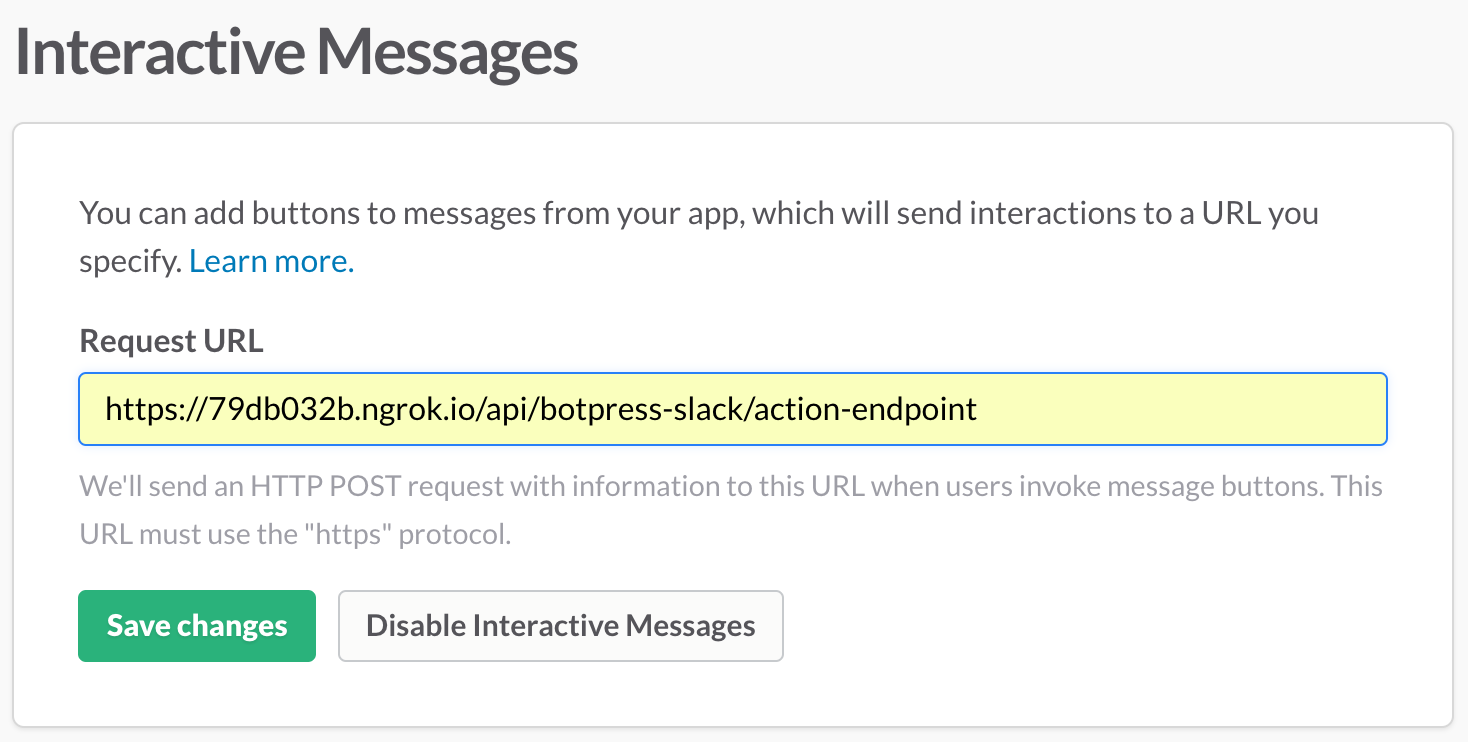 Interactive Messages
You can add buttons to messages from your app, which will send interactions to a URL you
specify. Learn more.
Request URL
https://79db032b.ngrok.io/api/botpress-slack/action-endpoint
We'll send an HTTP POST request with information to this URL when users invoke message buttons. This
URL must use the "https" protocol.
Save changes
Disable Interactive Messages